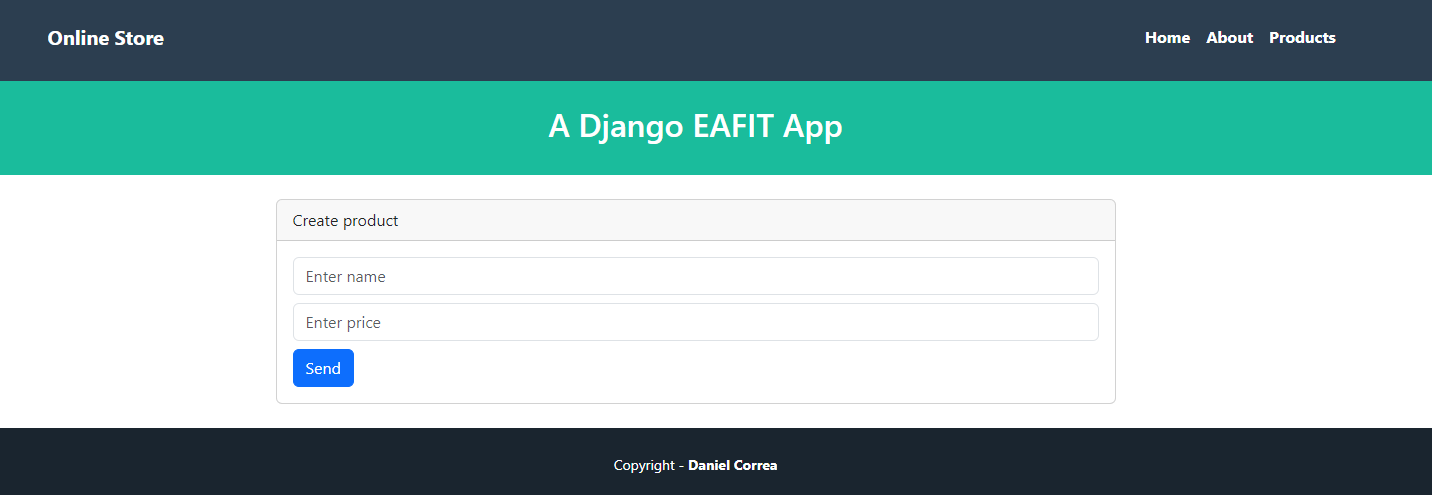 Online Store
Home About Products
A Django EAFIT App
Create product
Enter name
Enter price
Send
Copyright - Daniel Correa